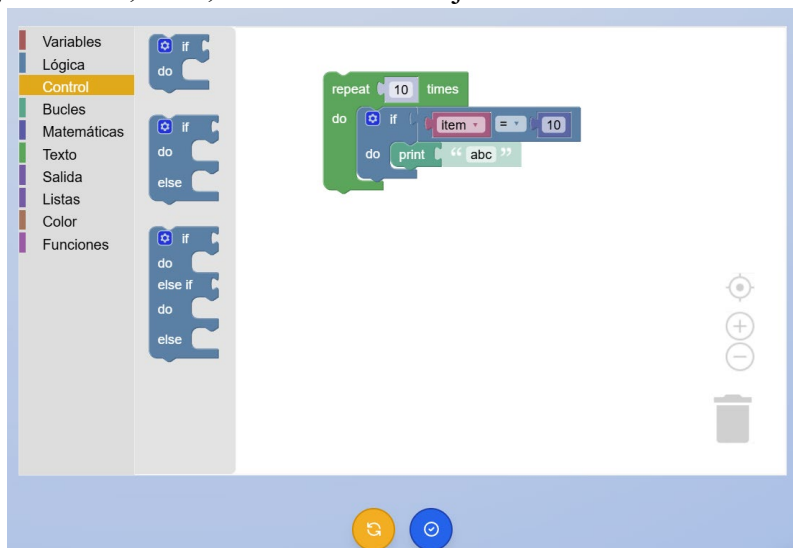 Variables
Lógica
Control
Bucles
Matemáticas
Texto
Salida
Listas
Color
Funciones
if
do
if
do
else
if
do
else if
do
else
repeat 10 times
do if item = 10
do print “ abc ”